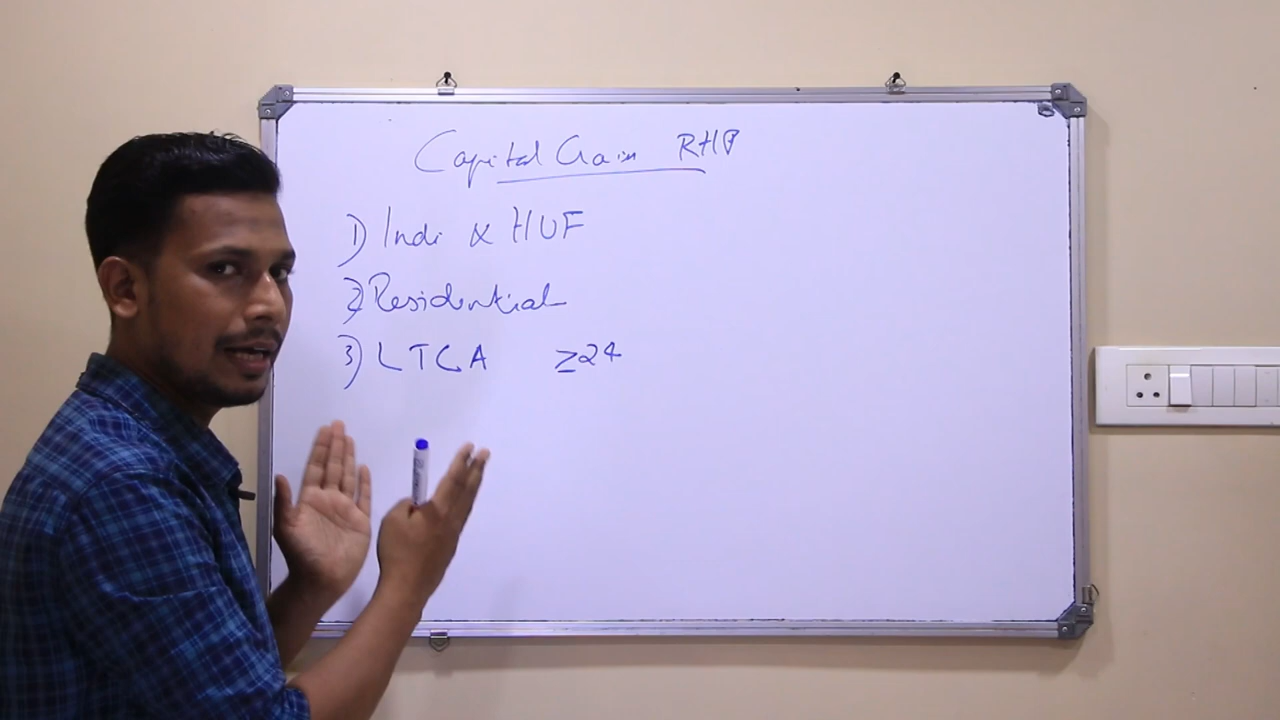 Capital Gain RHP
1) Indi & HUF
2) Residential
3) LTCA ≥24